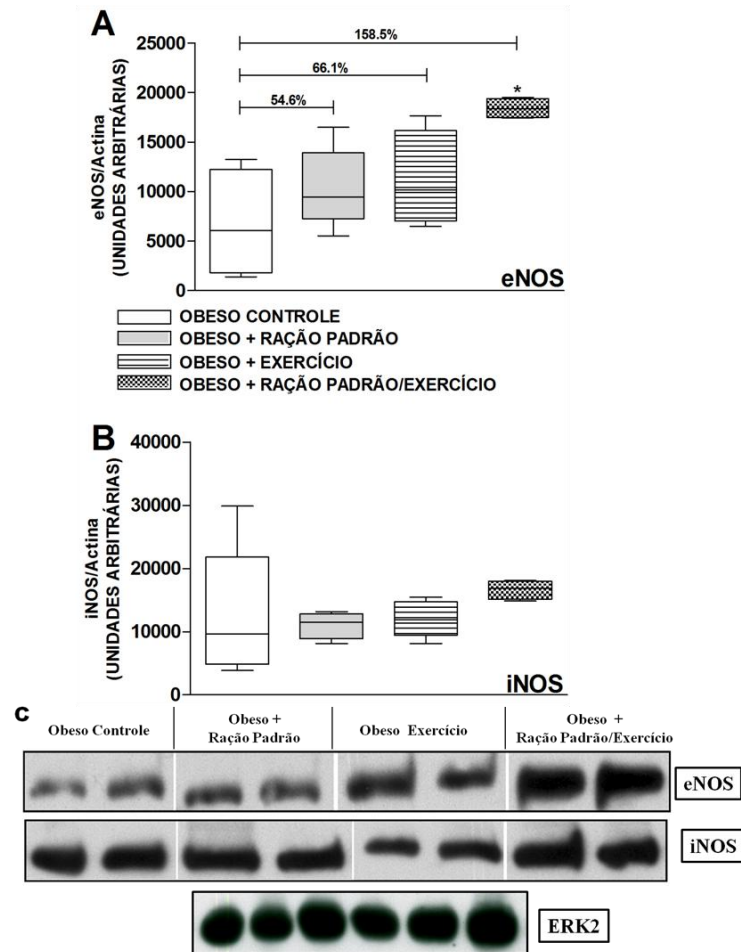 A
25000
20000
15000
10000
5000
0
eNOS/Actina
(UNIDADES ARBITRÁRIAS)
158.5%
66.1%
54.6%
*
eNOS
OBESO CONTROLE
OBESO + RAÇÃO PADRÃO
OBESO + EXERCÍCIO
OBESO + RAÇÃO PADRÃO/EXERCÍCIO
B
40000
30000
20000
10000
0
iNOS/Actina
(UNIDADES ARBITRÁRIAS)
iNOS
c
Obeso Controle
Obeso +
Ração Padrão
Obeso Exercício
Obeso +
Ração Padrão/Exercício
eNOS
iNOS
ERK2